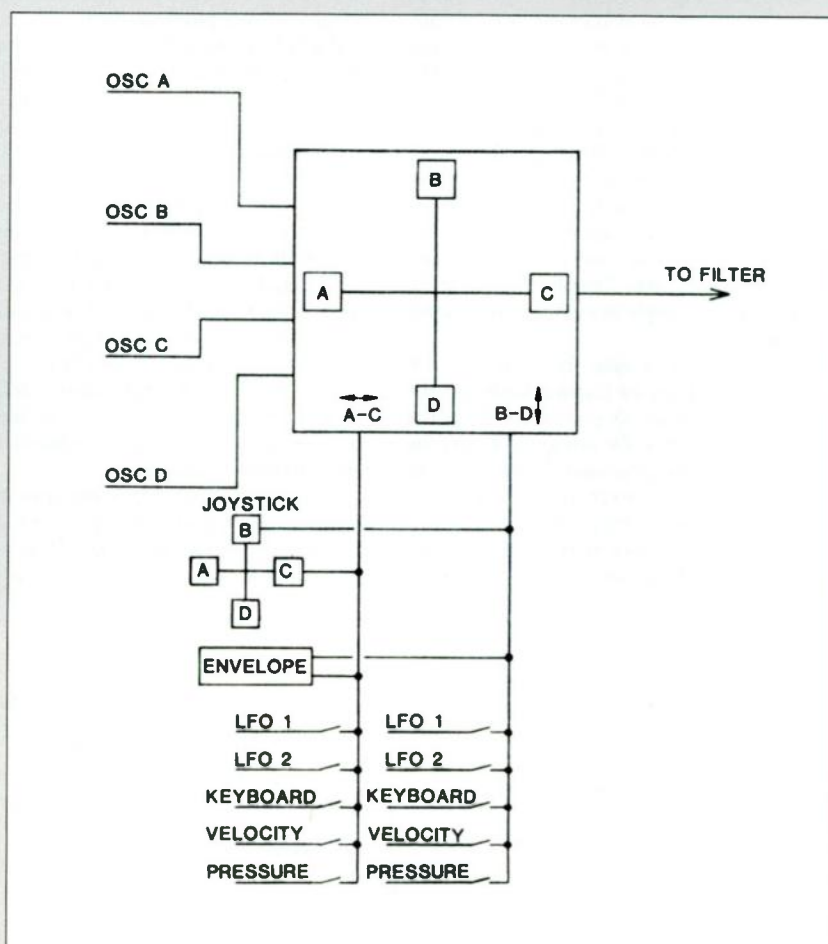 OSC A
OSC B
OSC C
OSC D
B
A
C
D
A-C
B-D
TO FILTER
JOYSTICK
B
A
C
D
ENVELOPE
LFO 1
LFO 1
LFO 2
LFO 2
KEYBOARD
KEYBOARD
VELOCITY
VELOCITY
PRESSURE
PRESSURE